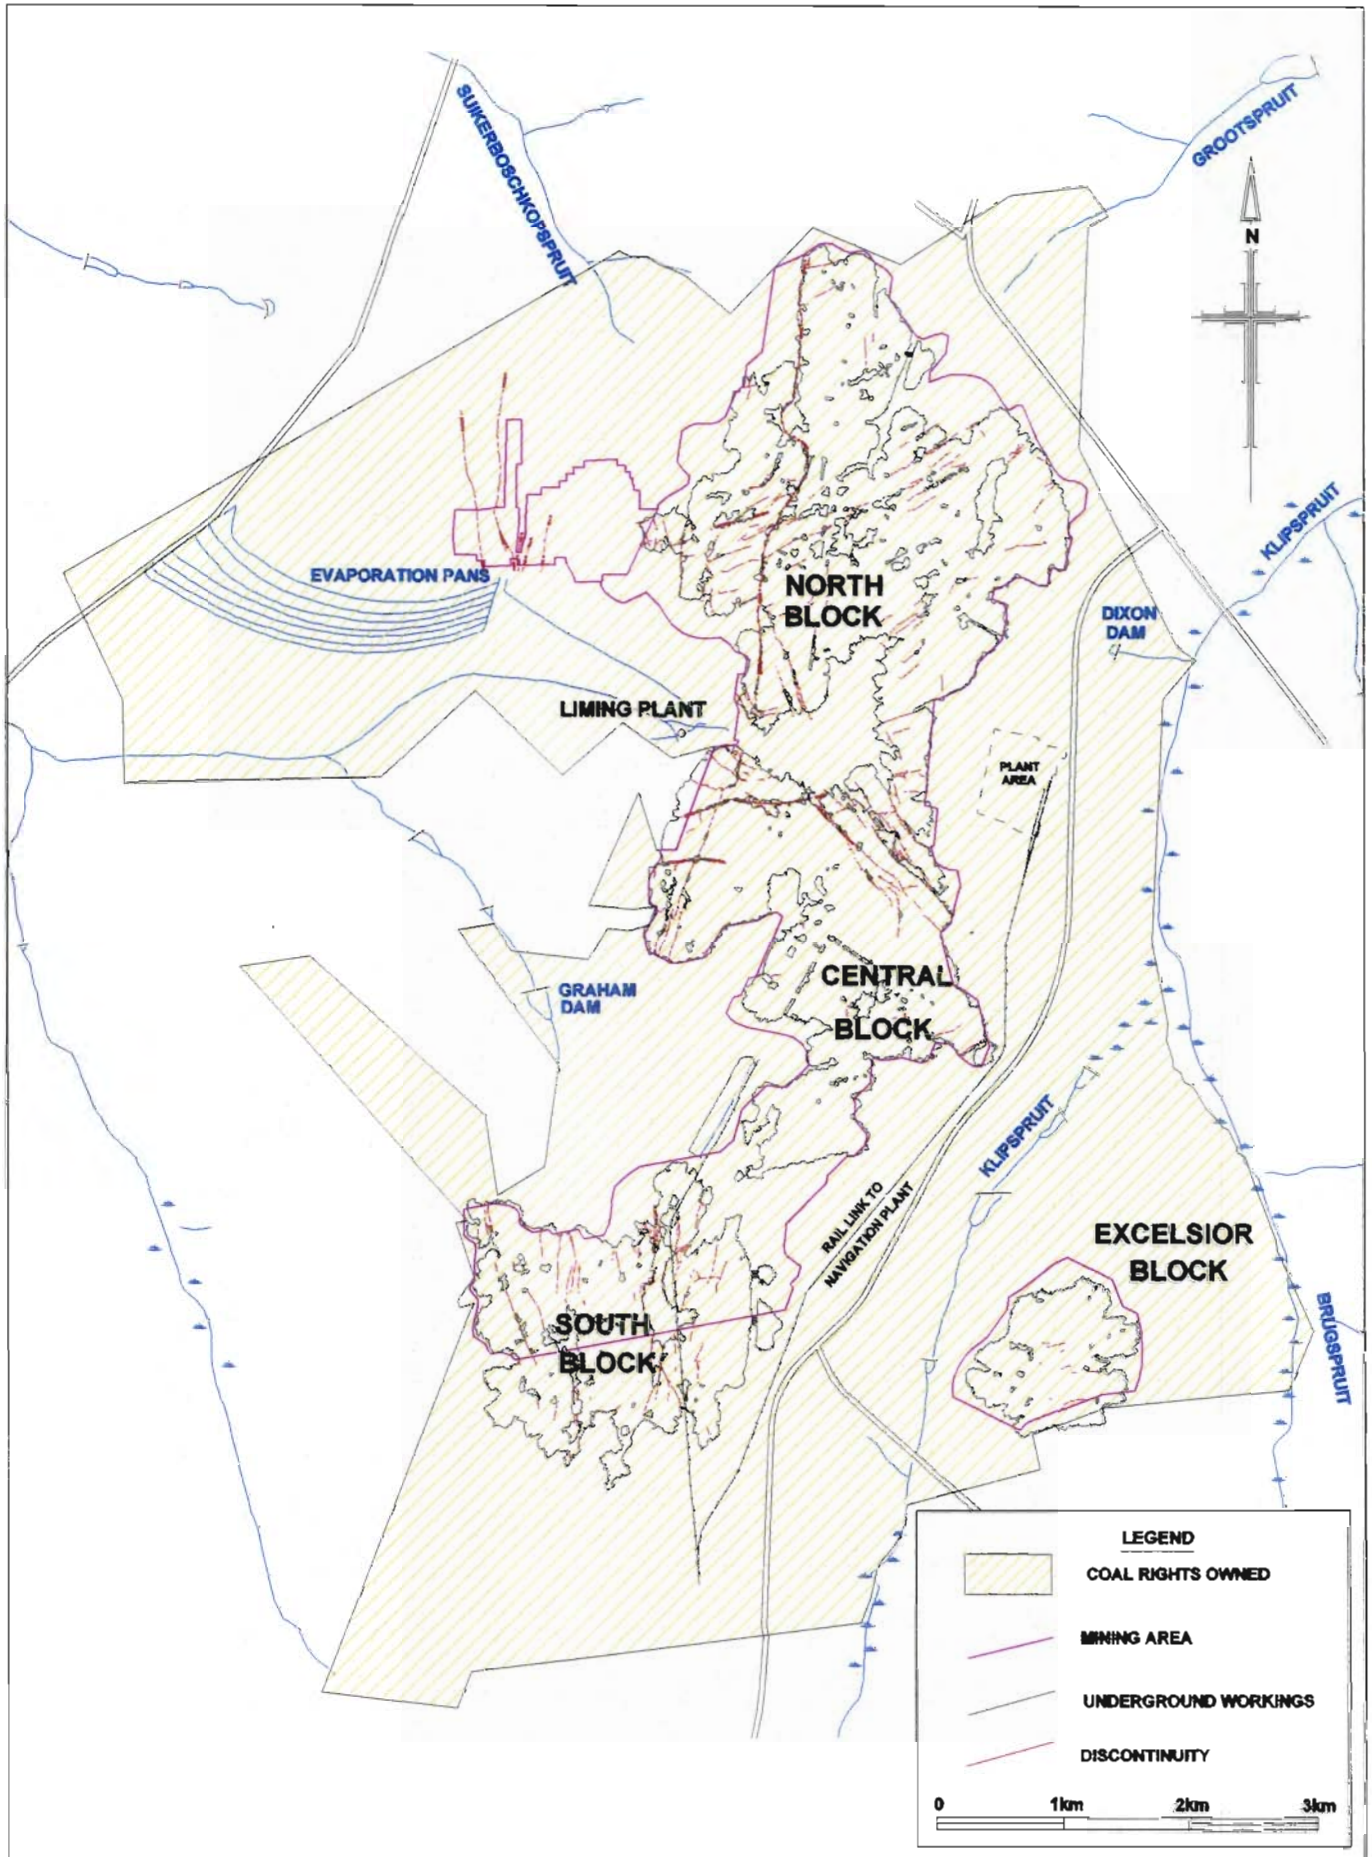 SUIKERBOSCHKOPSPRUIT
GROOTSPRUIT
N
KLIPSPRUIT
EVAPORATION PANS
NORTH
BLOCK
DIXON
DAM
LIMING PLANT
PLANT
AREA
CENTRAL
BLOCK
GRAHAM
DAM
KLIPSPRUIT
RAIL LINK TO
NAVIGATION PLANT
EXCELSIOR
BLOCK
BRUGSPRUIT
SOUTH
BLOCK
LEGEND
COAL RIGHTS OWNED
MINING AREA
UNDERGROUND WORKINGS
DISCONTINUITY
0 1km 2km 3km